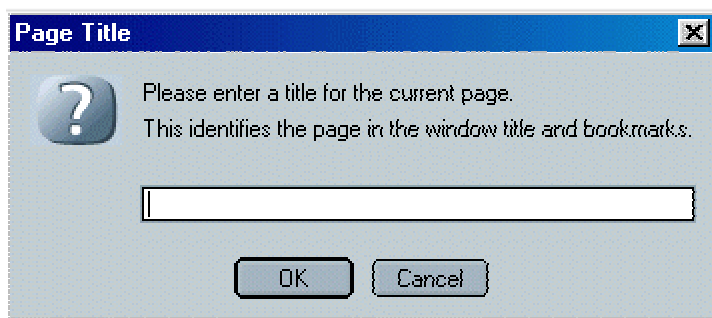 Page Title
Please enter a title for the current page.
This identifies the page in the window title and bookmarks.
OK
Cancel